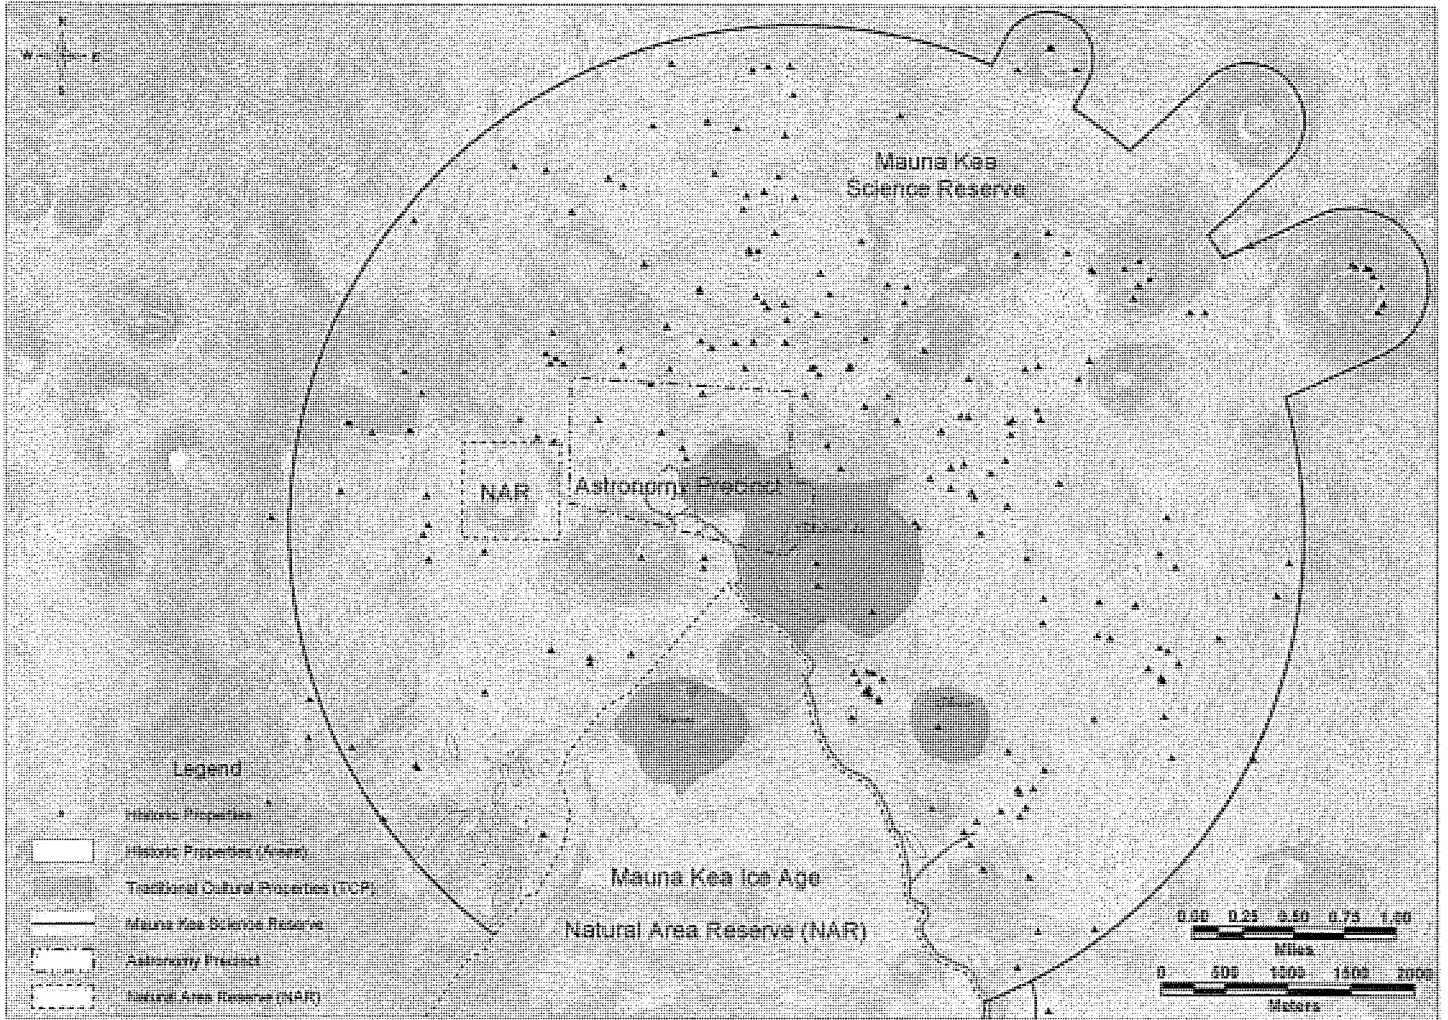 N
W E
S
Mauna Kea
Science Reserve
NAR
Astronomy Precinct
Legend
Historic Properties
Historic Properties (Areas)
Traditional Cultural Properties (TCP)
Mauna Kea Science Reserve
Astronomy Precinct
Natural Area Reserve (NAR)
Mauna Kea Ice Age
Natural Area Reserve (NAR)
0.00 0.25 0.50 0.75 1.00
Miles
0 500 1000 1500 2000
Meters